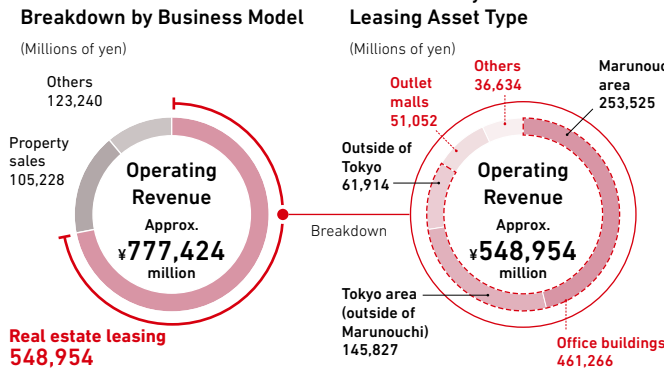 Breakdown by Business Model
(Millions of yen)
Others
123,240
Property
sales
105,228
Operating
Revenue
Approx.
¥777,424
million
Real estate leasing
548,954
Breakdown
Leasing Asset Type
(Millions of yen)
Others
36,634
Outlet
malls
51,052
Outside of
Tokyo
61,914
Operating
Revenue
Approx.
¥548,954
million
area
253,525
Tokyo area
(outside of
Marunouchi)
145,827
Office buildings
461,266